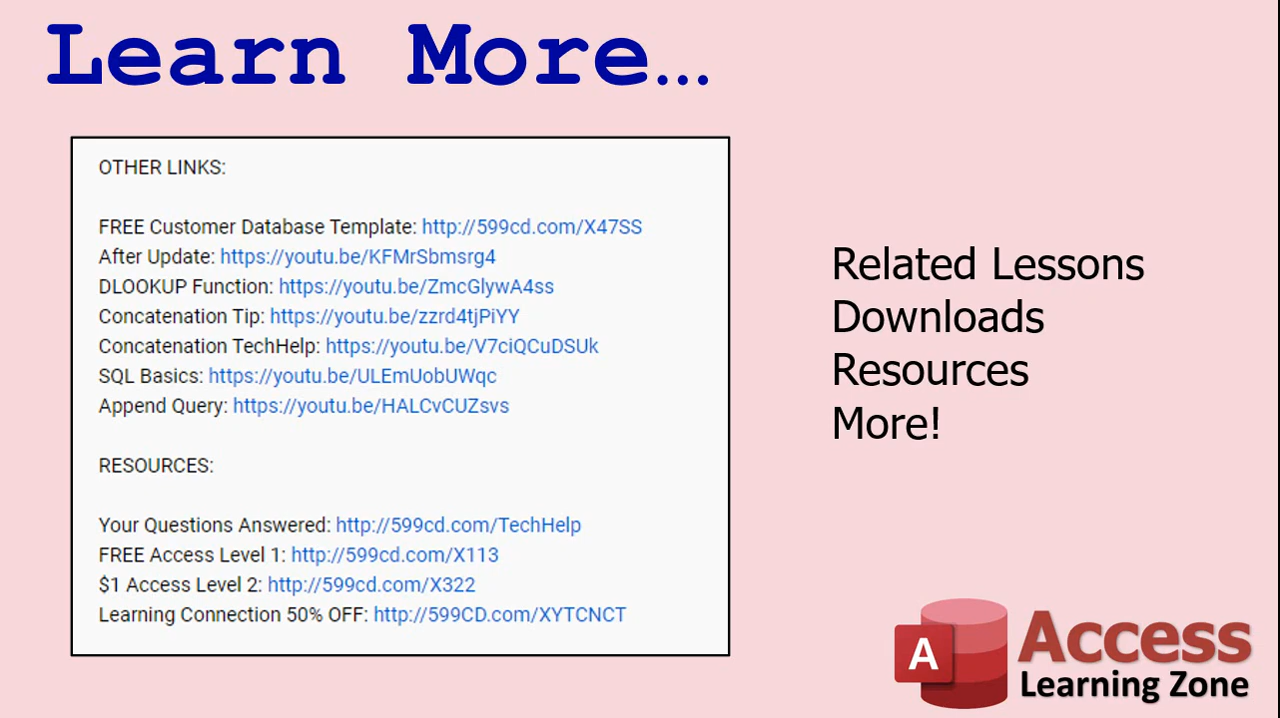 Learn More...
OTHER LINKS:
FREE Customer Database Template: http://599cd.com/X47SS
After Update: https://youtu.be/KFMrSbmsrg4
DLOOKUP Function: https://youtu.be/ZmcGlywA4ss
Concatenation Tip: https://youtu.be/zzrd4tjPiYY
Concatenation TechHelp: https://youtu.be/V7ciQCuDSUk
SQL Basics: https://youtu.be/ULEmUobUWqc
Append Query: https://youtu.be/HALCvCUZsvs
RESOURCES:
Your Questions Answered: http://599cd.com/TechHelp
FREE Access Level 1: http://599cd.com/X113
$1 Access Level 2: http://599cd.com/X322
Learning Connection 50% OFF: http://599CD.com/XYTCNCT
Related Lessons
Downloads
Resources
More!
A
Access
Learning Zone